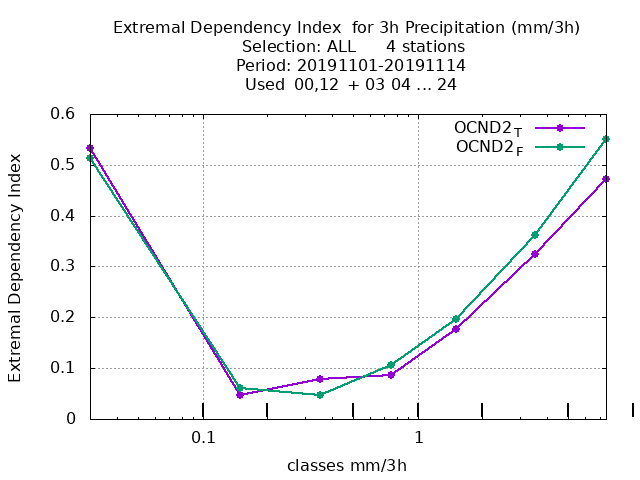 Extremal Dependency Index  for 3h Precipitation (mm/3h)
Selection: ALL      4 stations
Period: 20191101-20191114
Used  00,12  + 03 04 ... 24
OCND2_T
OCND2_F
Extremal Dependency Index
0.6
0.5
0.4
0.3
0.2
0.1
0
0.1 1
classes mm/3h